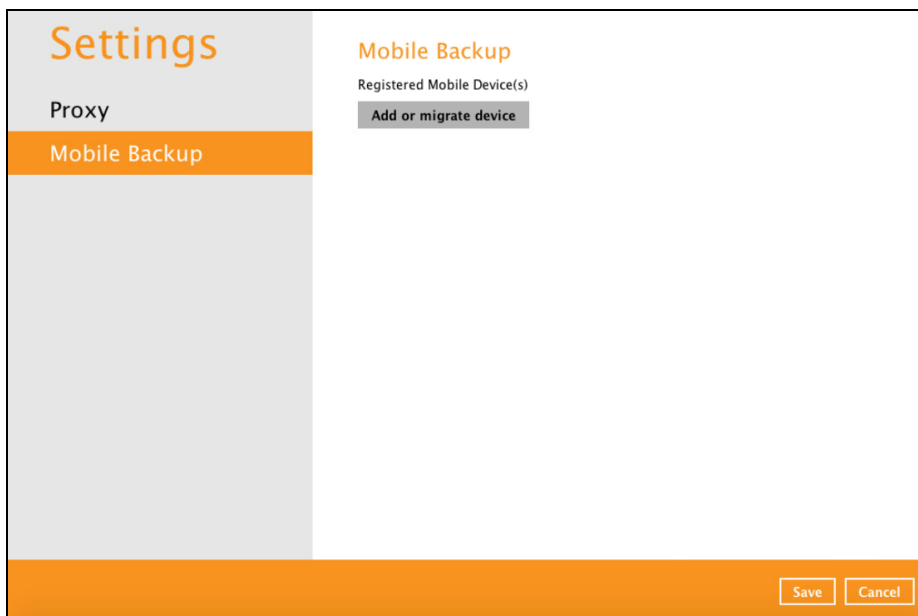 Settings
Proxy
Mobile Backup
Mobile Backup
Registered Mobile Device(s)
Add or migrate device
Save
Cancel